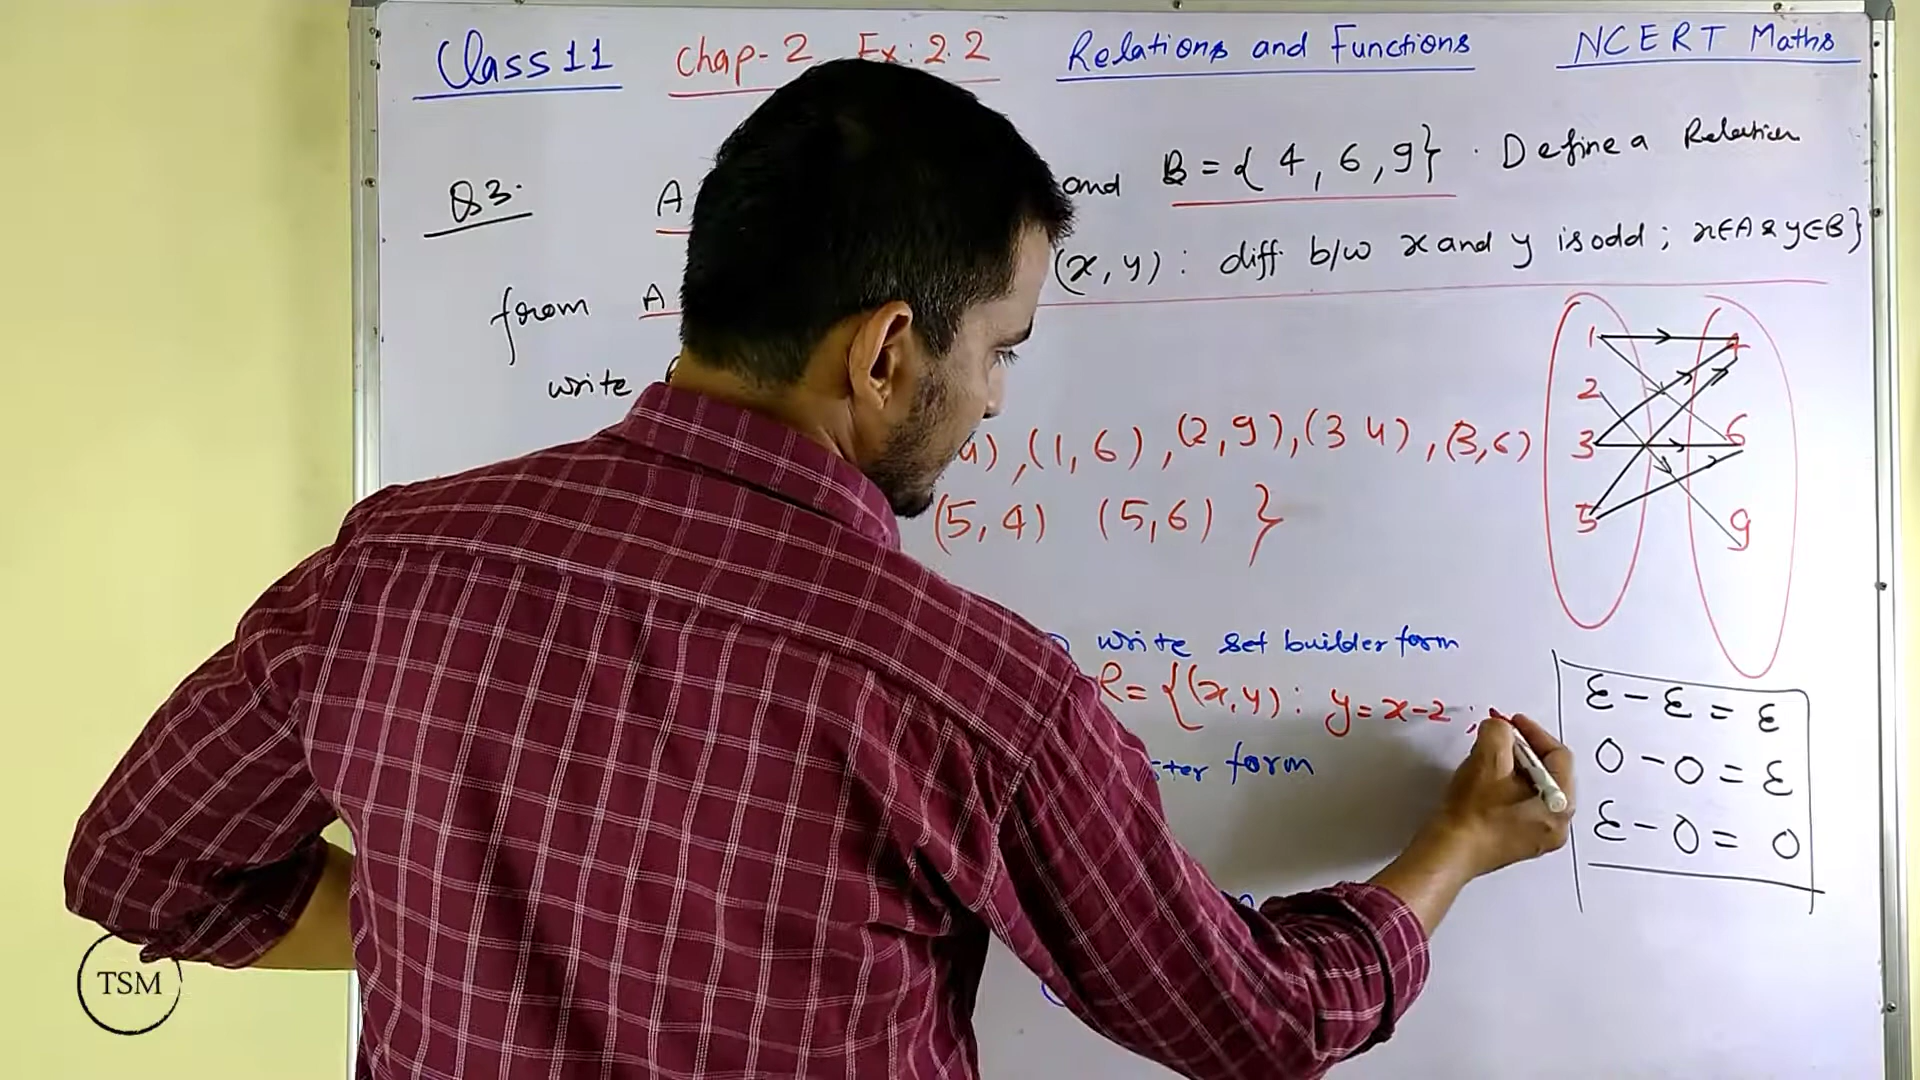 Class 11 Chap-2 Ex: 2.2 Relations and Functions NCERT Maths
Q3. A and B = { 4, 6, 9} . Define a Relation
from A (x, y) : diff b/w x and y is odd ; x∈A & y∈B}
write
4) , (1, 6) , (2, 9), (3 4) , (3, 6)
(5, 4) (5, 6) }
1 4
2
3 6
5 9
write set builder form
R = {(x, y) : y = x - 2 ;
ster form
E - E = E
O - O = E
E - O = O
TSM